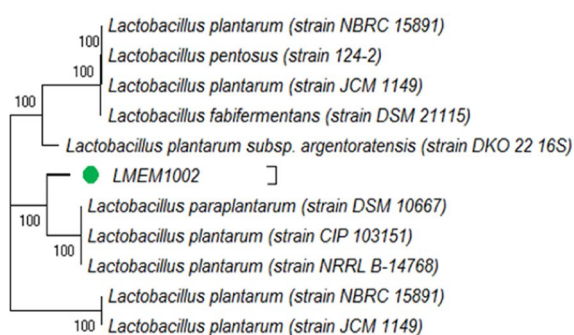 Lactobacillus plantarum (strain NBRC 15891)
100
Lactobacillus pentosus (strain 124-2)
100
Lactobacillus plantarum (strain JCM 1149)
100
Lactobacillus fabifermentans (strain DSM 21115)
Lactobacillus plantarum subsp. argentoratensis (strain DKO 22 16S)
LMEM1002
Lactobacillus paraplantarum (strain DSM 10667)
100
Lactobacillus plantarum (strain CIP 103151)
100
Lactobacillus plantarum (strain NRRL B-14768)
Lactobacillus plantarum (strain NBRC 15891)
100
Lactobacillus plantarum (strain JCM 1149)